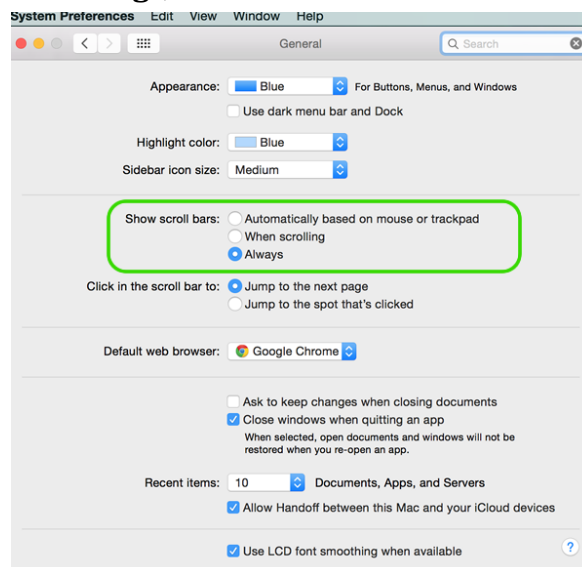 System Preferences Edit View Window Help
General Search
Appearance: Blue For Buttons, Menus, and Windows
Use dark menu bar and Dock
Highlight color: Blue
Sidebar icon size: Medium
Show scroll bars: Automatically based on mouse or trackpad
When scrolling
Always
Click in the scroll bar to: Jump to the next page
Jump to the spot that's clicked
Default web browser: Google Chrome
Ask to keep changes when closing documents
Close windows when quitting an app
When selected, open documents and windows will not be
restored when you re-open an app.
Recent items: 10 Documents, Apps, and Servers
Allow Handoff between this Mac and your iCloud devices
Use LCD font smoothing when available ?